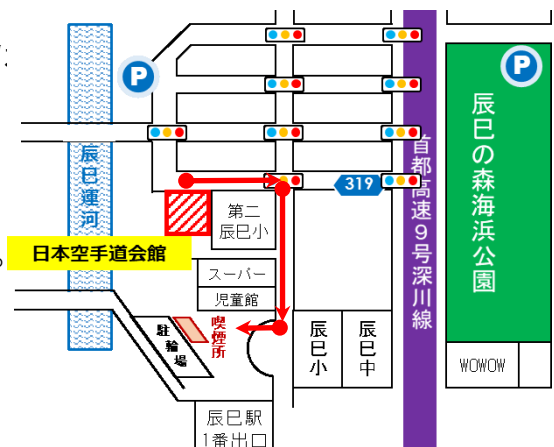 P
P
319
辰巳運河
首都高速９号深川線
辰巳の森海浜公園
第二
辰巳小
日本空手道会館
スーパー
児童館
喫煙所
駐輪場
辰巳小
辰巳中
WOWOW
辰巳駅
1番出口